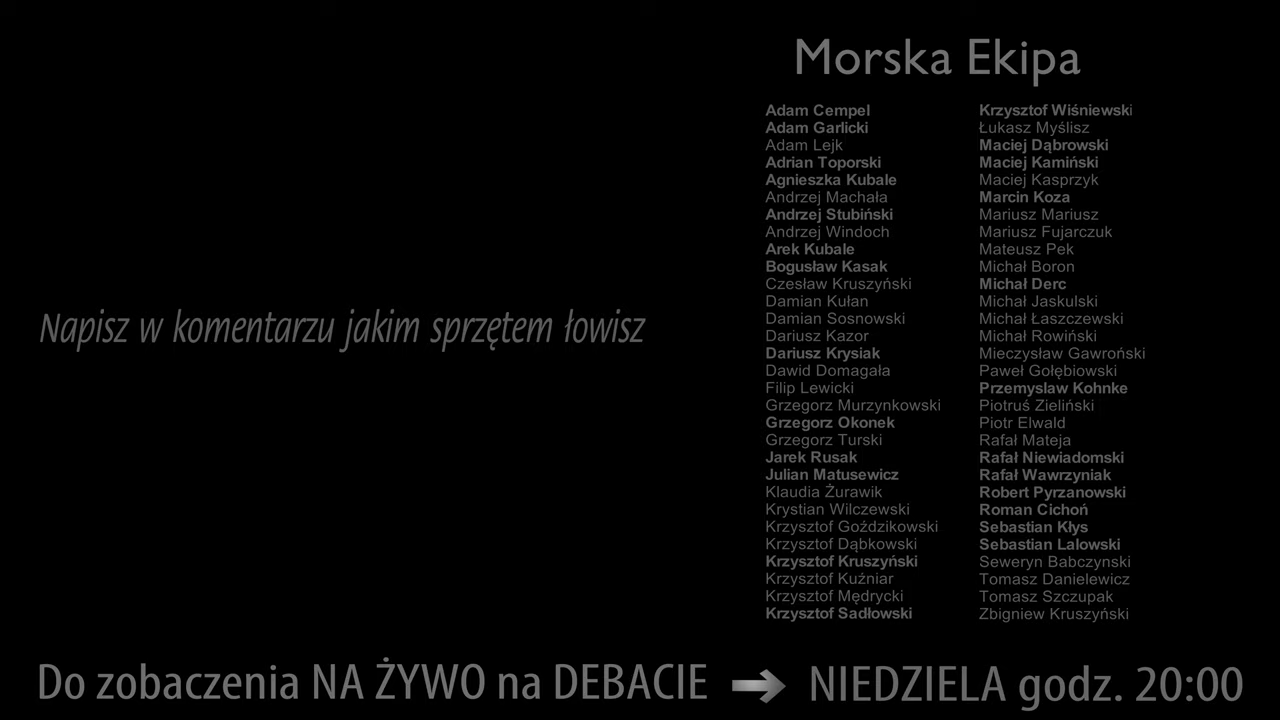 Morska Ekipa
Adam Cempel
Adam Garlicki
Adam Lejk
Adrian Toporski
Agnieszka Kubale
Andrzej Machała
Andrzej Stubiński
Andrzej Windoch
Arek Kubale
Bogusław Kasak
Czesław Kruszyński
Damian Kułan
Damian Sosnowski
Dariusz Kazor
Dariusz Krysiak
Dawid Domagała
Filip Lewicki
Grzegorz Murzynkowski
Grzegorz Okonek
Grzegorz Turski
Jarek Rusak
Julian Matusewicz
Klaudia Żurawik
Krystian Wilczewski
Krzysztof Goździkowski
Krzysztof Dąbkowski
Krzysztof Kruszyński
Krzysztof Kuźniar
Krzysztof Mędrycki
Krzysztof Sadłowski
Krzysztof Wiśniewski
Łukasz Myślisz
Maciej Dąbrowski
Maciej Kamiński
Maciej Kasprzyk
Marcin Koza
Mariusz Mariusz
Mariusz Fujarczuk
Mateusz Pek
Michał Boron
Michał Derc
Michał Jaskulski
Michał Łaszczewski
Michał Rowiński
Mieczysław Gawroński
Paweł Gołębiowski
Przemyslaw Kohnke
Piotruś Zieliński
Piotr Elwald
Rafał Mateja
Rafał Niewiadomski
Rafał Wawrzyniak
Robert Pyrzanowski
Roman Cichoń
Sebastian Kłys
Sebastian Lalowski
Seweryn Babczynski
Tomasz Danielewicz
Tomasz Szczupak
Zbigniew Kruszyński
Napisz w komentarzu jakim sprzętem łowisz
Do zobaczenia NA ŻYWO na DEBACIE → NIEDZIELA godz. 20:00